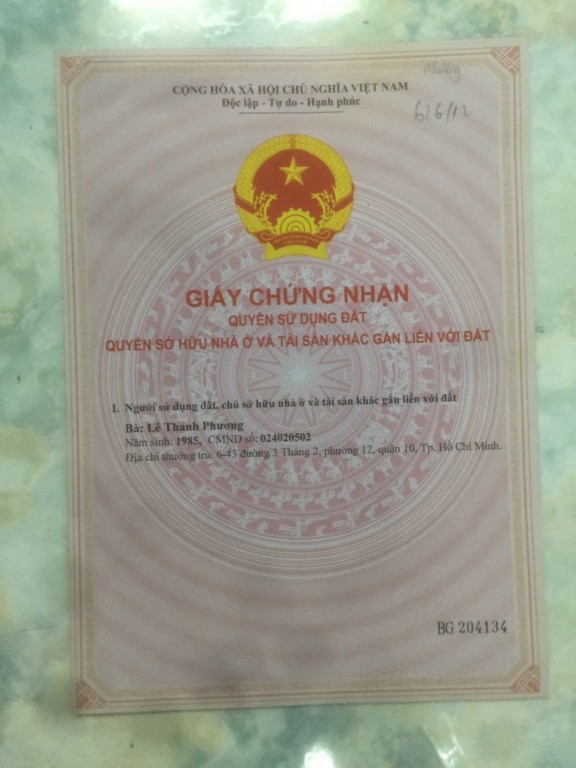 CỘNG HÒA XÃ HỘI CHỦ NGHĨA VIỆT NAM
Độc lập - Tự do - Hạnh phúc
Phường
626/12
GIẤY CHỨNG NHẬN
QUYỀN SỬ DỤNG ĐẤT
QUYỀN SỞ HỮU NHÀ Ở VÀ TÀI SẢN KHÁC GẮN LIỀN VỚI ĐẤT
I. Người sử dụng đất, chủ sở hữu nhà ở và tài sản khác gắn liền với đất
Bà: Lê Thanh Phương
Năm sinh: 1985, CMND số: 024020502
Địa chỉ thường trú: 6-43 đường 3 Tháng 2, phường 12, quận 10, Tp. Hồ Chí Minh.
BG 204134